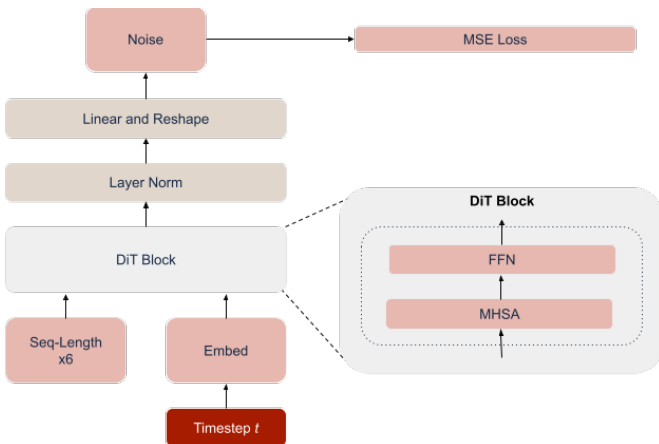 Noise
MSE Loss
Linear and Reshape
Layer Norm
DiT Block
Seq-Length
x6
Embed
Timestep t
DiT Block
FFN
MHSA